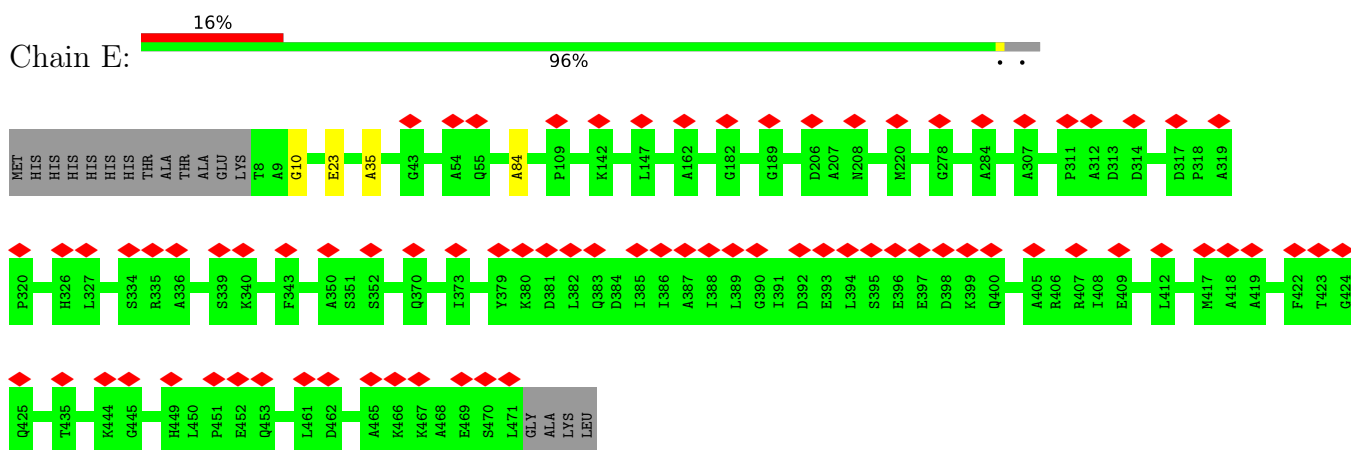 16%
Chain E:
96%
• •
MET HIS HIS HIS HIS HIS HIS THR ALA THR ALA GLU LYS T8 A9 G10 E23 A35 G43 A54 Q55 A84 P109 K142 L147 A162 G182 G189 D206 A207 N208 M220 G278 A284 A307 P311 A312 D313 D314 D317 P318 A319
P320 H326 L327 S334 R335 A336 S339 K340 F343 A350 S351 S352 Q370 I373 Y379 K380 D381 L382 Q383 D384 I385 I386 A387 I388 L389 G390 I391 D392 E393 L394 S395 E396 E397 D398 K399 Q400 A405 R406 R407 I408 E409 L412 M417 A418 A419 F422 T423 G424
Q425 T435 K444 G445 H449 L450 P451 E452 Q453 L461 D462 A465 K466 K467 A468 E469 S470 L471 GLY ALA LYS LEU